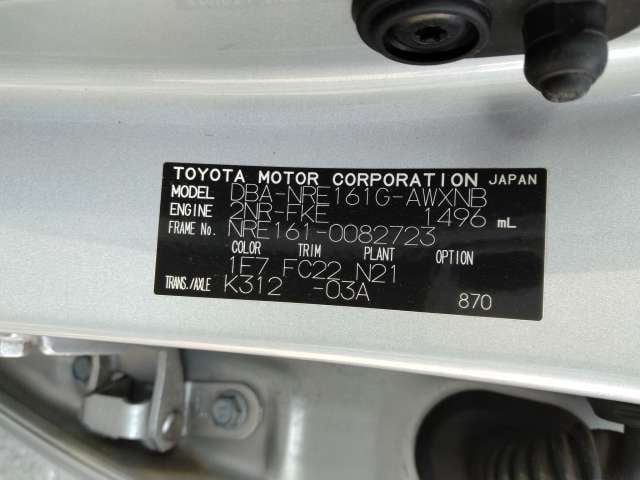 TOYOTA MOTOR CORPORATION JAPAN
MODEL DBA-NRE161G-AWXNB
ENGINE 2NR-FKE 1496 mL
FRAME No. NRE161-0082723
COLOR TRIM PLANT OPTION
1F7 FC22 N21
TRANS./AXLE K312 -03A
870